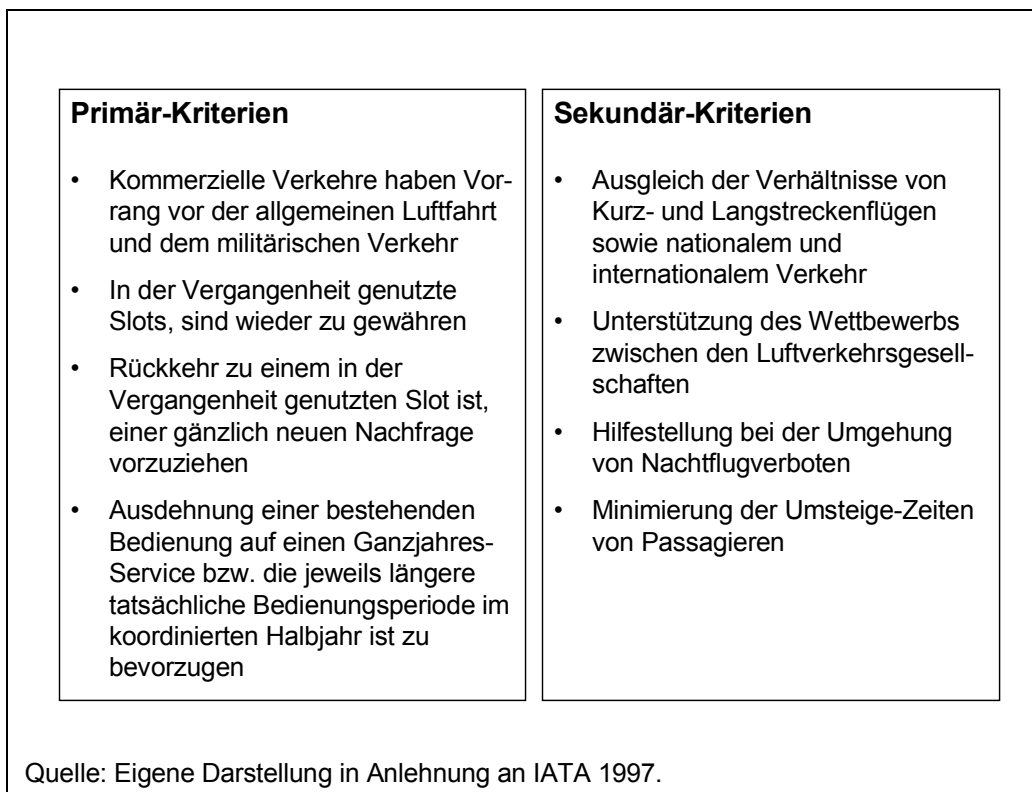 Primär-Kriterien
• Kommerzielle Verkehre haben Vor-
rang vor der allgemeinen Luftfahrt
und dem militärischen Verkehr
• In der Vergangenheit genutzte
Slots, sind wieder zu gewähren
• Rückkehr zu einem in der
Vergangenheit genutzten Slot ist,
einer gänzlich neuen Nachfrage
vorzuziehen
• Ausdehnung einer bestehenden
Bedienung auf einen Ganzjahres-
Service bzw. die jeweils längere
tatsächliche Bedienungsperiode im
koordinierten Halbjahr ist zu
bevorzugen
Sekundär-Kriterien
• Ausgleich der Verhältnisse von
Kurz- und Langstreckenflügen
sowie nationalem und
internationalem Verkehr
• Unterstützung des Wettbewerbs
zwischen den Luftverkehrsgesell-
schaften
• Hilfestellung bei der Umgehung
von Nachtflugverboten
• Minimierung der Umsteige-Zeiten
von Passagieren
Quelle: Eigene Darstellung in Anlehnung an IATA 1997.